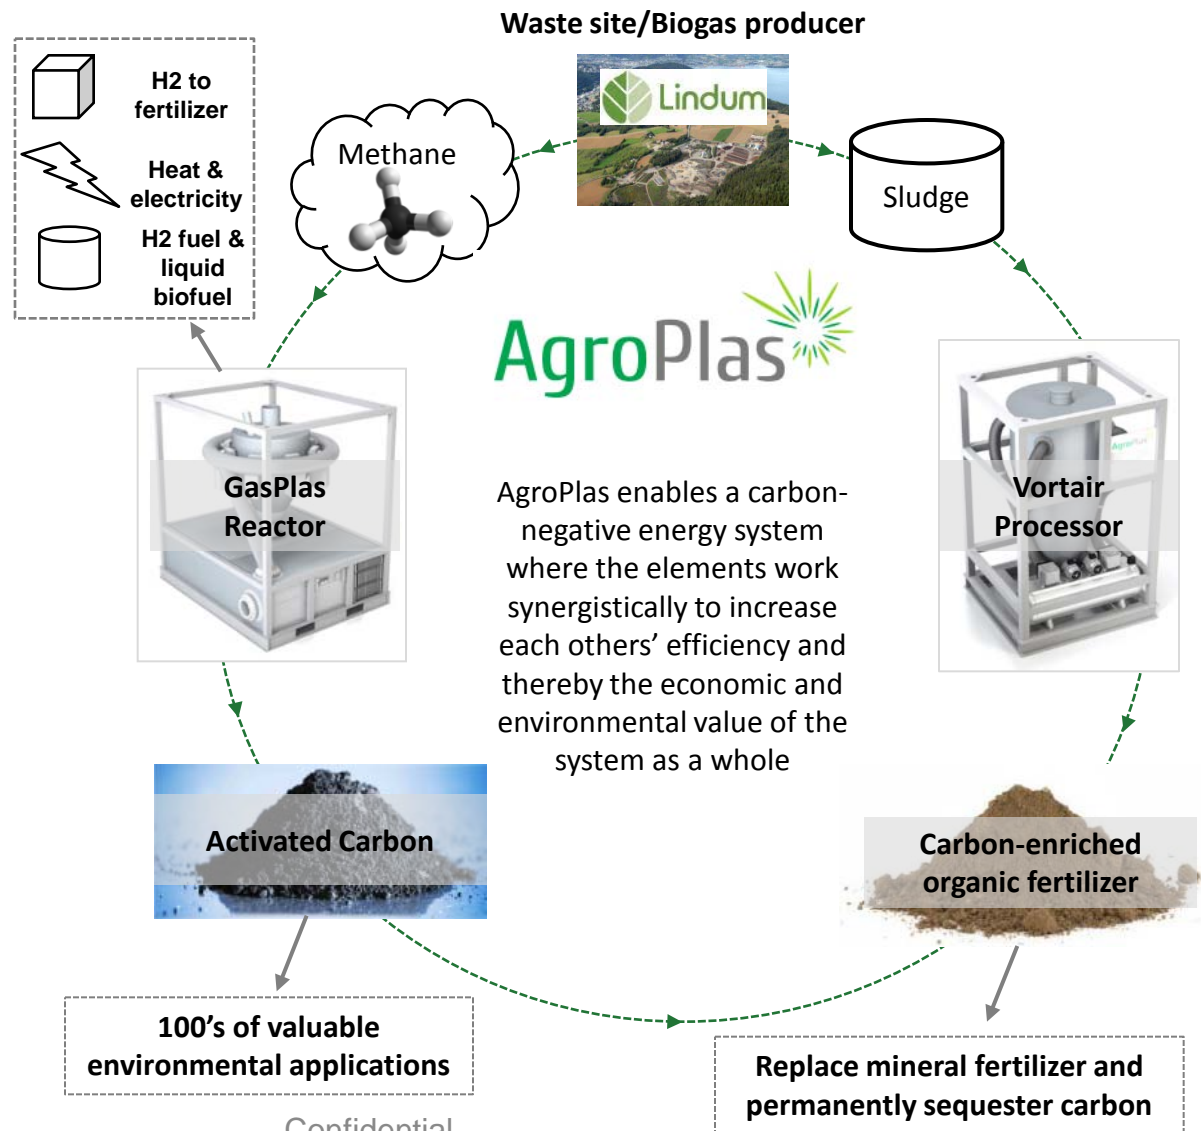 Waste site/Biogas producer
Lindum
H2 to
fertilizer
Heat &
electricity
H2 fuel &
liquid
biofuel
Methane
Sludge
AgroPlas
GasPlas
Reactor
AgroPlas
Vortair
Processor
AgroPlas enables a carbon-
negative energy system
where the elements work
synergistically to increase
each others’ efficiency and
thereby the economic and
environmental value of the
system as a whole
Activated Carbon
Carbon-enriched
organic fertilizer
100’s of valuable
environmental applications
Replace mineral fertilizer and
permanently sequester carbon
Confidential